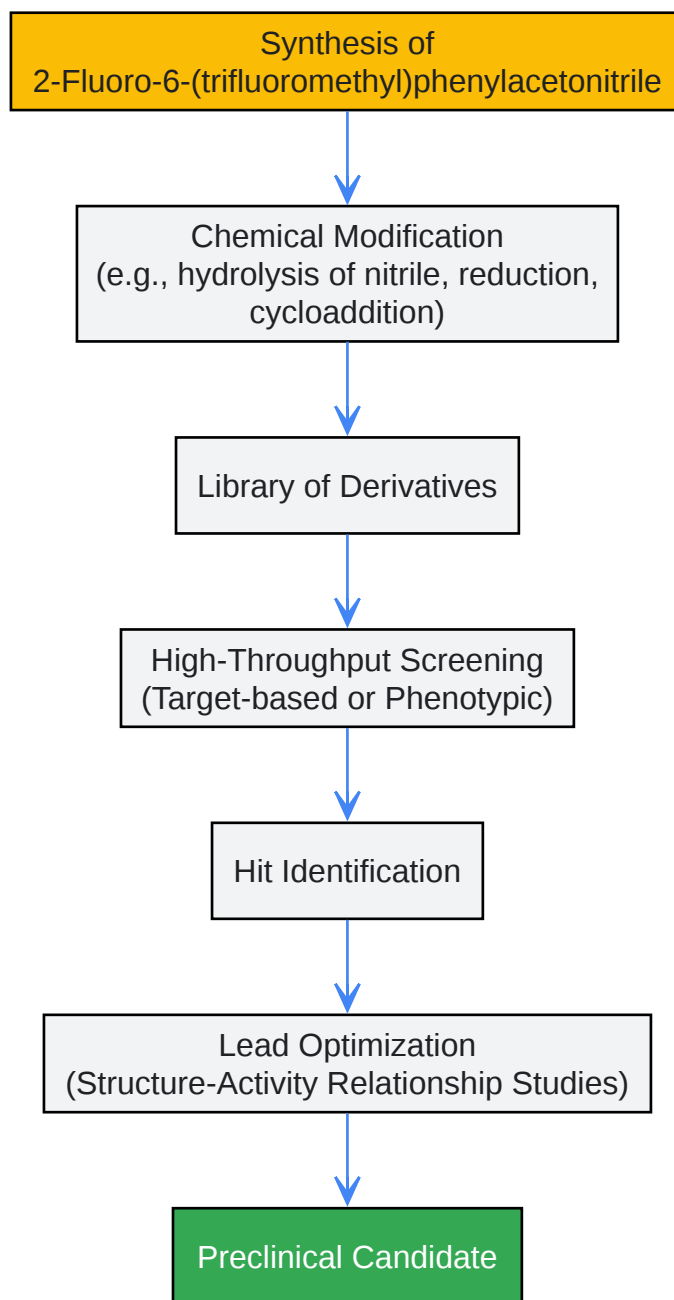 Synthesis of
2-Fluoro-6-(trifluoromethyl)phenylacetonitrile
Chemical Modification
(e.g., hydrolysis of nitrile, reduction,
cycloaddition)
Library of Derivatives
High-Throughput Screening
(Target-based or Phenotypic)
Hit Identification
Lead Optimization
(Structure-Activity Relationship Studies)
Preclinical Candidate